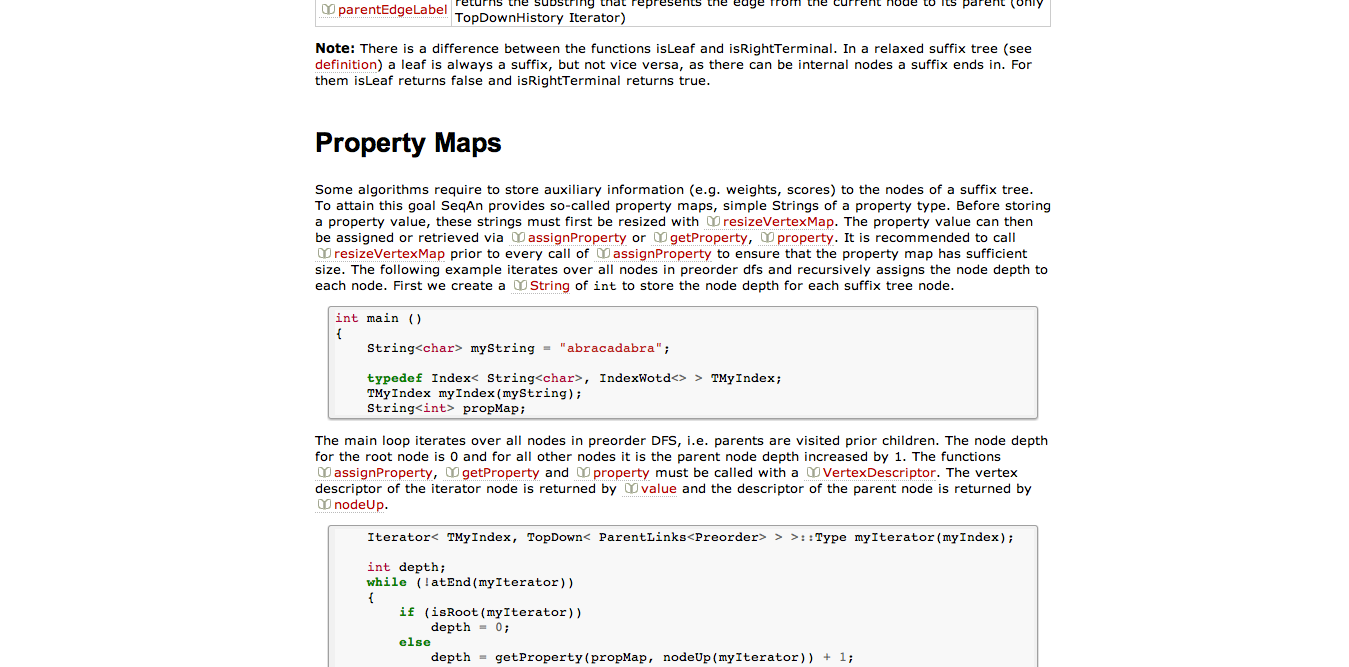 parentEdgeLabel
returns the substring that represents the edge from the current node to its parent (only
TopDownHistory Iterator)
Note: There is a difference between the functions isLeaf and isRightTerminal. In a relaxed suffix tree (see
definition) a leaf is always a suffix, but not vice versa, as there can be internal nodes a suffix ends in. For
them isLeaf returns false and isRightTerminal returns true.
Property Maps
Some algorithms require to store auxiliary information (e.g. weights, scores) to the nodes of a suffix tree.
To attain this goal SeqAn provides so-called property maps, simple Strings of a property type. Before storing
a property value, these strings must first be resized with resizeVertexMap. The property value can then
be assigned or retrieved via assignProperty or getProperty, property. It is recommended to call
resizeVertexMap prior to every call of assignProperty to ensure that the property map has sufficient
size. The following example iterates over all nodes in preorder dfs and recursively assigns the node depth to
each node. First we create a String of int to store the node depth for each suffix tree node.
int main ()
{
    String<char> myString = "abracadabra";
    typedef Index< String<char>, IndexWotd<> > TMyIndex;
    TMyIndex myIndex(myString);
    String<int> propMap;
The main loop iterates over all nodes in preorder DFS, i.e. parents are visited prior children. The node depth
for the root node is 0 and for all other nodes it is the parent node depth increased by 1. The functions
assignProperty, getProperty and property must be called with a VertexDescriptor. The vertex
descriptor of the iterator node is returned by value and the descriptor of the parent node is returned by
nodeUp.
    Iterator< TMyIndex, TopDown< ParentLinks<Preorder> > >::Type myIterator(myIndex);
    int depth;
    while (!atEnd(myIterator))
    {
        if (isRoot(myIterator))
            depth = 0;
        else
            depth = getProperty(propMap, nodeUp(myIterator)) + 1;